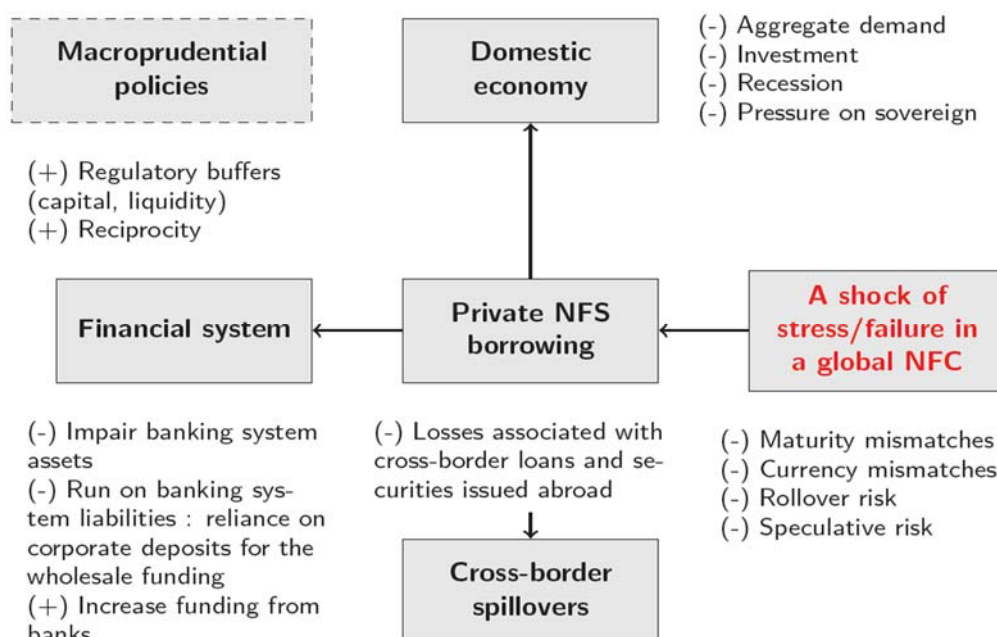 Macroprudential
policies
(+) Regulatory buffers
(capital, liquidity)
(+) Reciprocity
Domestic
economy
(-) Aggregate demand
(-) Investment
(-) Recession
(-) Pressure on sovereign
Financial system
Private NFS
borrowing
A shock of
stress/failure in
a global NFC
(-) Impair banking system
assets
(-) Run on banking sys-
tem liabilities : reliance on
corporate deposits for the
wholesale funding
(+) Increase funding from
banks
(-) Losses associated with
cross-border loans and se-
curities issued abroad
(-) Maturity mismatches
(-) Currency mismatches
(-) Rollover risk
(-) Speculative risk
Cross-border
spillovers